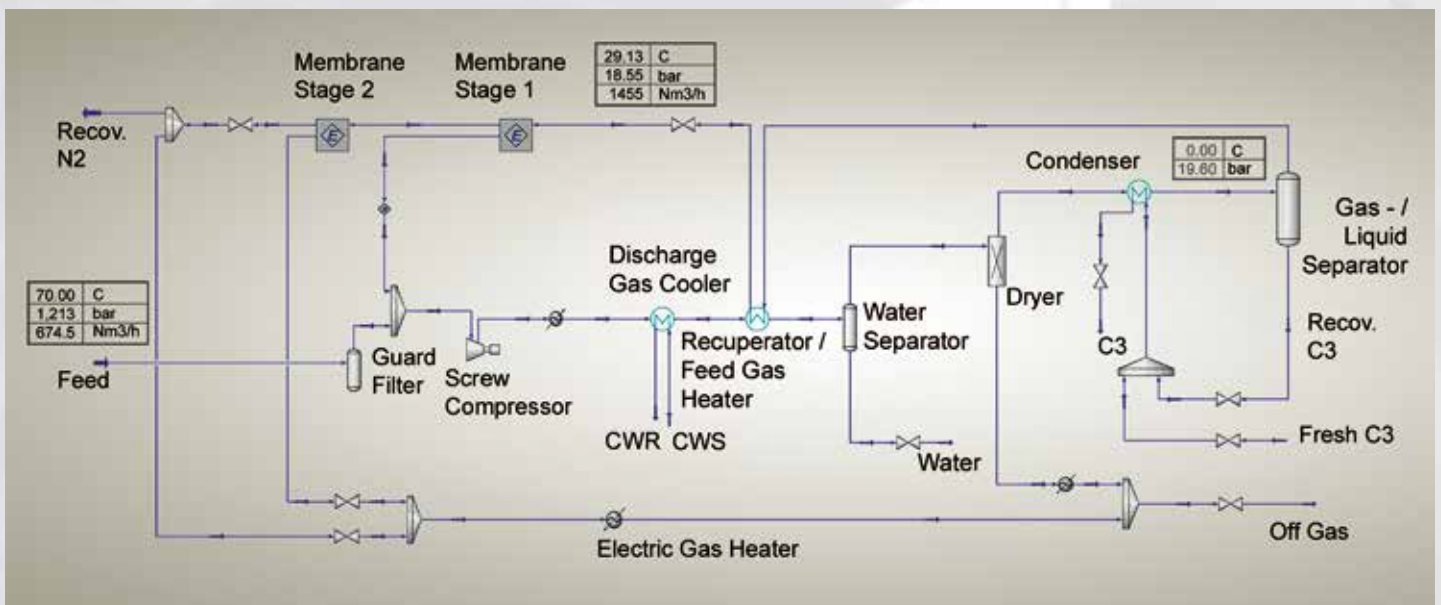 Membrane
Stage 2
Membrane
Stage 1
29.13 C
18.55 bar
1455 Nm3/h
Recov.
N2
Condenser
0.00 C
19.60 bar
Gas - /
Liquid
Separator
Discharge
Gas Cooler
Dryer
70.00 C
1,213 bar
674.5 Nm3/h
Feed
Guard
Filter
Screw
Compressor
Recuperator /
Feed Gas
Heater
Water
Separator
C3
Recov.
C3
CWR CWS
Water
Fresh C3
Electric Gas Heater
Off Gas
E
E